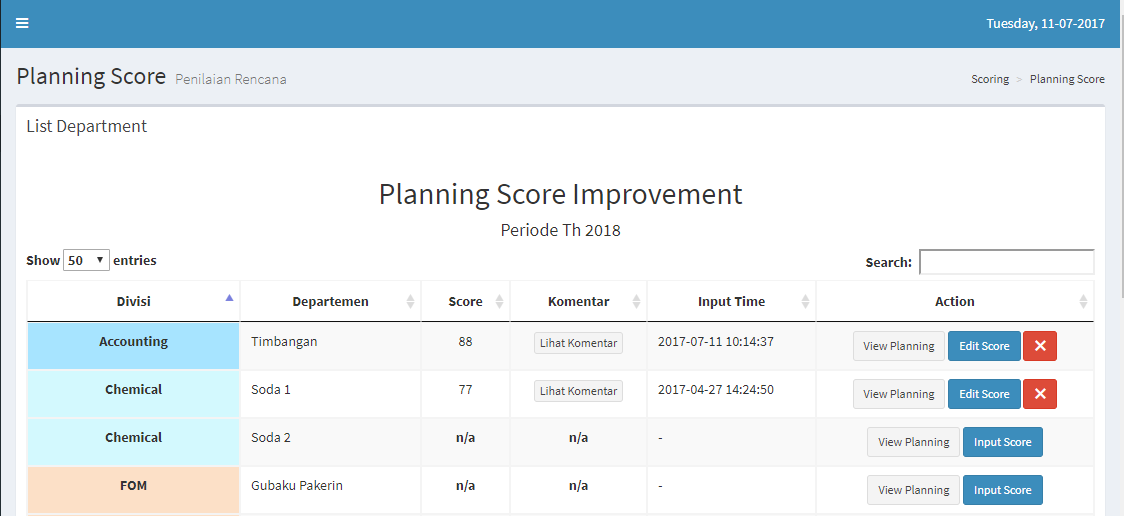 Tuesday, 11-07-2017
Planning Score Penilaian Rencana
Scoring > Planning Score
List Department
Planning Score Improvement
Periode Th 2018
Show 50 entries
Search:
Divisi Departemen Score Komentar Input Time Action
Accounting Timbangan 88 Lihat Komentar 2017-07-11 10:14:37 View Planning Edit Score
Chemical Soda 1 77 Lihat Komentar 2017-04-27 14:24:50 View Planning Edit Score
Chemical Soda 2 n/a n/a - View Planning Input Score
FOM Gubaku Pakerin n/a n/a - View Planning Input Score